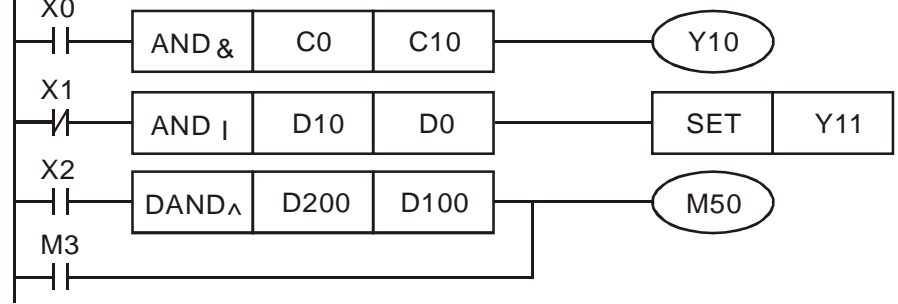 X0
AND & C0 C10 Y10
X1
AND | D10 D0 SET Y11
X2
DAND^ D200 D100 M50
M3